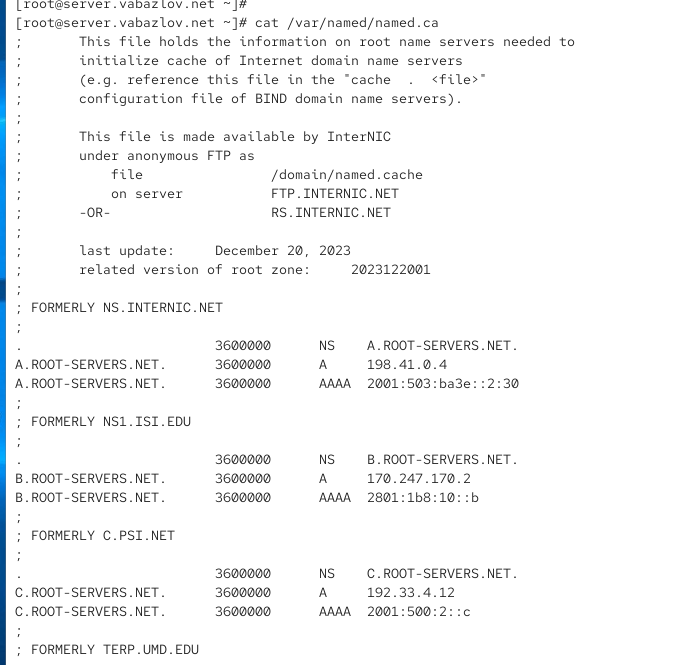 [root@server.vabazlov.net ~]#
[root@server.vabazlov.net ~]# cat /var/named/named.ca
;       This file holds the information on root name servers needed to
;       initialize cache of Internet domain name servers
;       (e.g. reference this file in the "cache  .  <file>"
;       configuration file of BIND domain name servers).
;
;       This file is made available by InterNIC
;       under anonymous FTP as
;           file                /domain/named.cache
;           on server           FTP.INTERNIC.NET
;       -OR-                    RS.INTERNIC.NET
;
;       last update:     December 20, 2023
;       related version of root zone:     2023122001
;
; FORMERLY NS.INTERNIC.NET
;
.                        3600000      NS    A.ROOT-SERVERS.NET.
A.ROOT-SERVERS.NET.      3600000      A     198.41.0.4
A.ROOT-SERVERS.NET.      3600000      AAAA  2001:503:ba3e::2:30
;
; FORMERLY NS1.ISI.EDU
;
.                        3600000      NS    B.ROOT-SERVERS.NET.
B.ROOT-SERVERS.NET.      3600000      A     170.247.170.2
B.ROOT-SERVERS.NET.      3600000      AAAA  2801:1b8:10::b
;
; FORMERLY C.PSI.NET
;
.                        3600000      NS    C.ROOT-SERVERS.NET.
C.ROOT-SERVERS.NET.      3600000      A     192.33.4.12
C.ROOT-SERVERS.NET.      3600000      AAAA  2001:500:2::c
;
; FORMERLY TERP.UMD.EDU